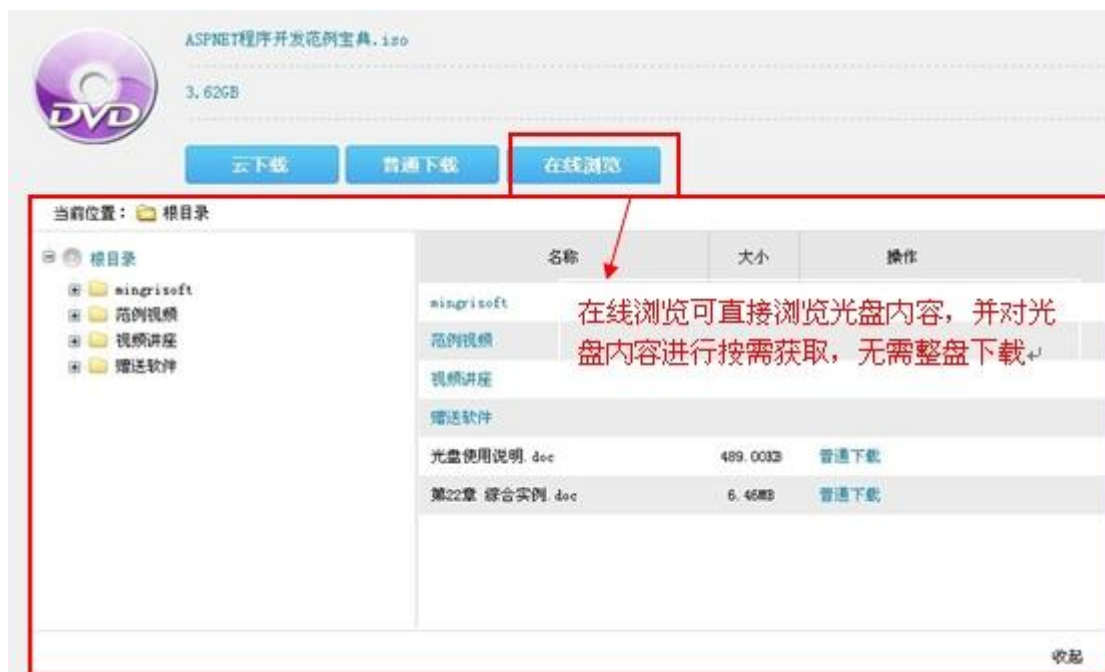 ASPNET程序开发范例宝典.iso
3.62GB
DVD
云下载 普通下载 在线浏览
当前位置： 根目录
根目录
mingrisoft
范例视频
视频讲座
赠送软件
名称 大小 操作
mingrisoft
范例视频
视频讲座
赠送软件
光盘使用说明.doc 489.00KB 普通下载
第22章 综合实例.doc 6.46MB 普通下载
在线浏览可直接浏览光盘内容，并对光
盘内容进行按需获取，无需整盘下载↵
收起